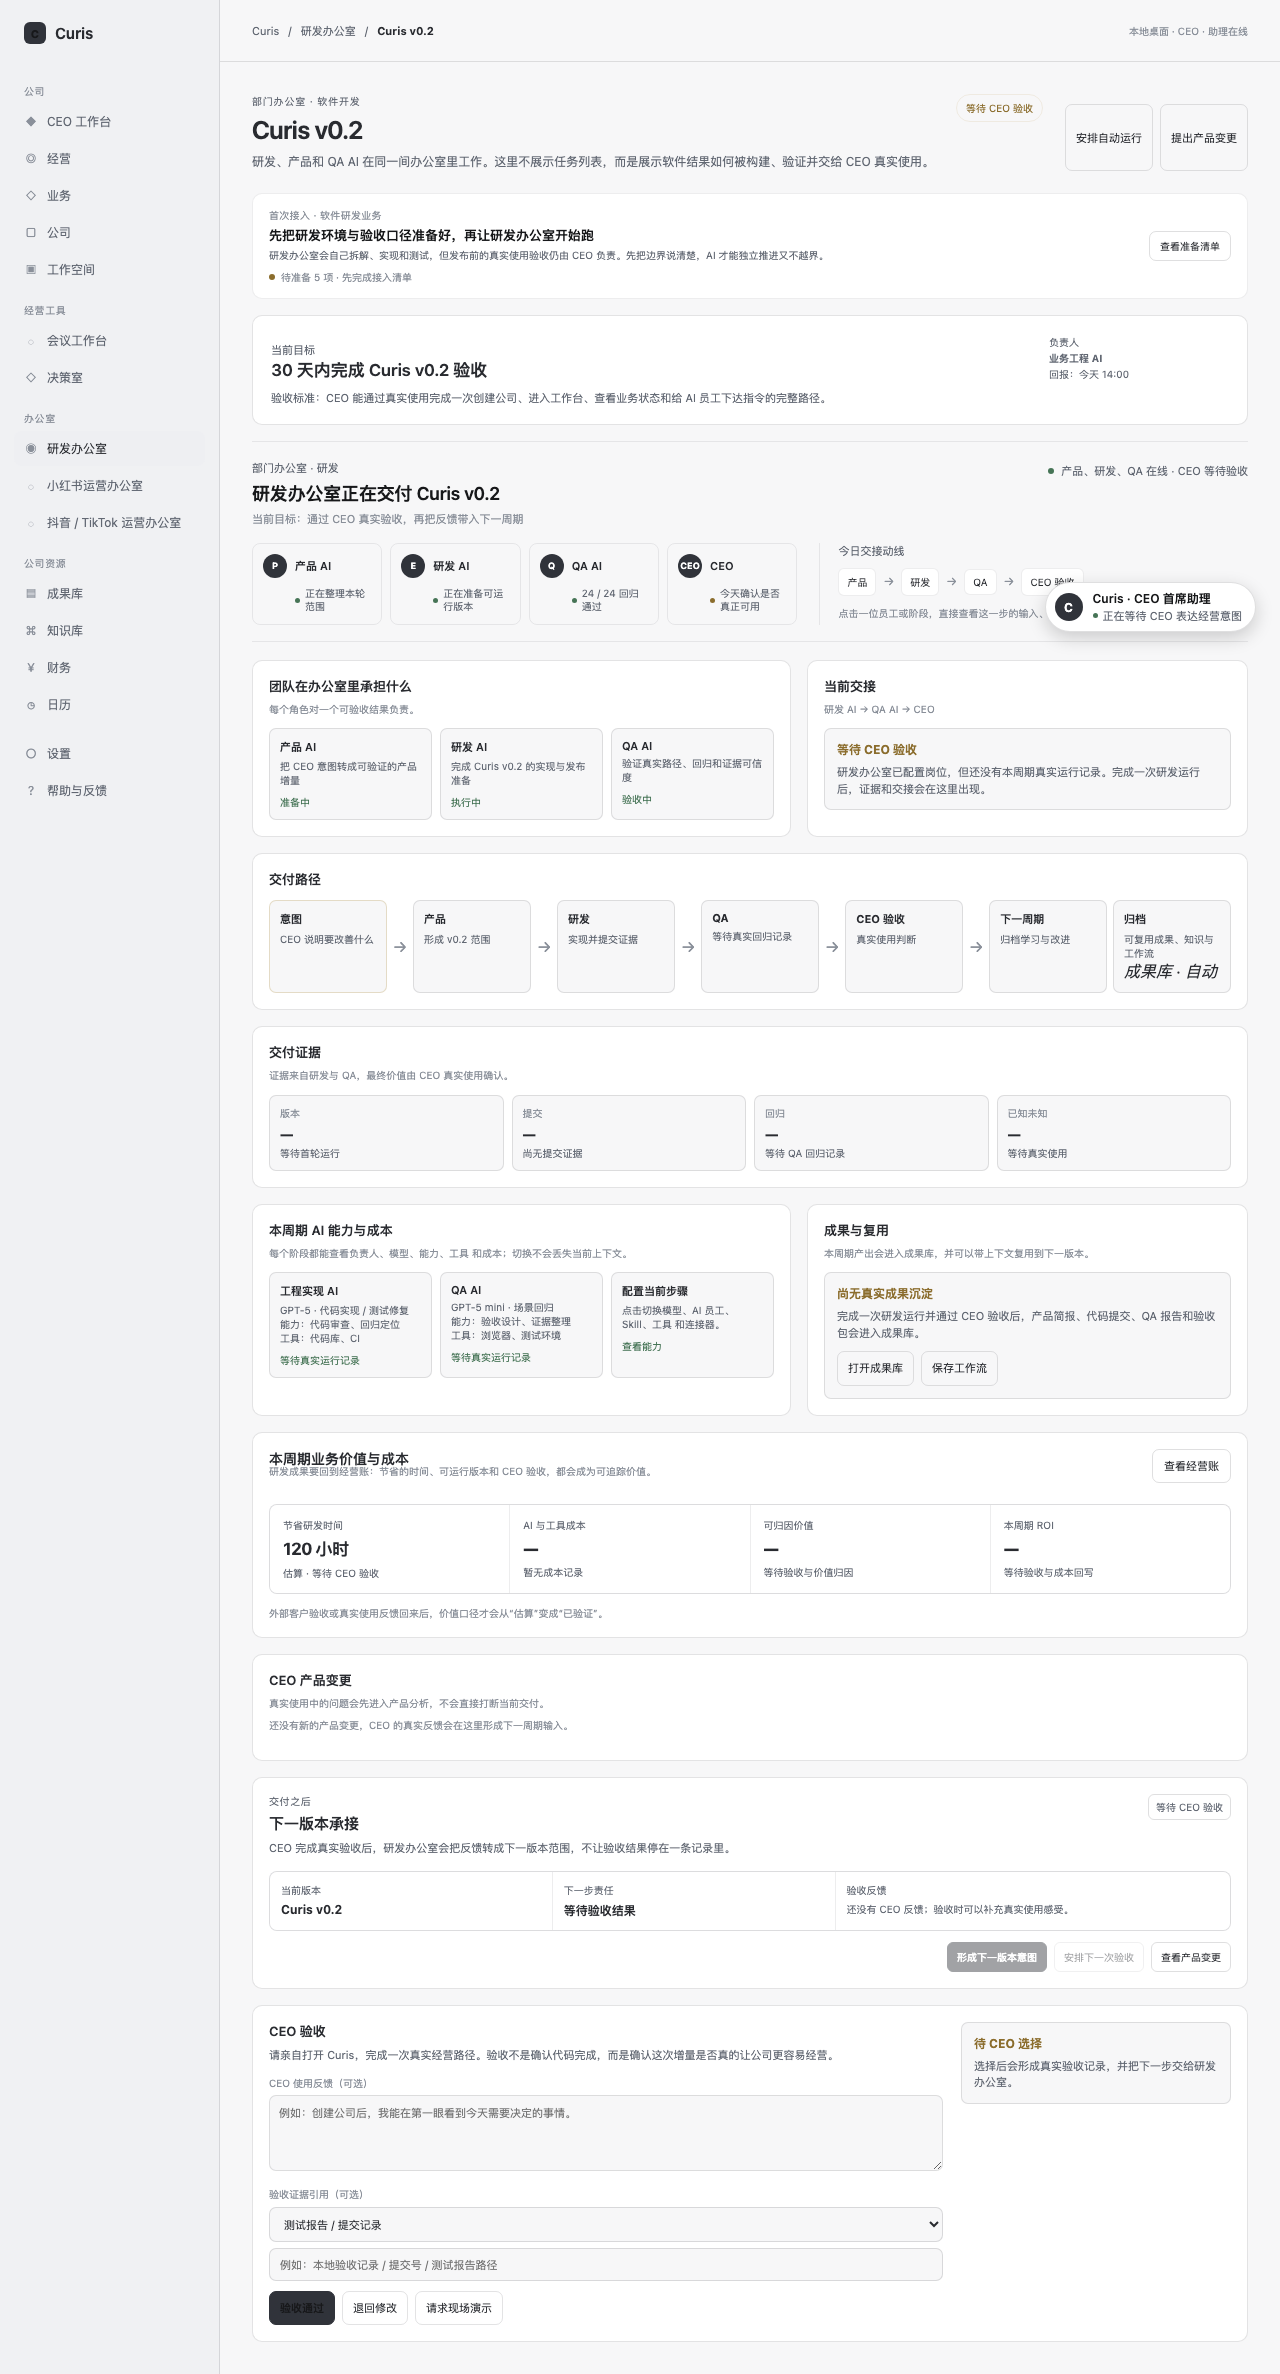 C Curis
公司
CEO 工作台
经营
业务
公司
工作空间
经营工具
会议工作台
决策室
办公室
研发办公室
小红书运营办公室
抖音 / TikTok 运营办公室
公司资源
成果库
知识库
¥ 财务
日历
设置
? 帮助与反馈
Curis / 研发办公室 / Curis v0.2
本地桌面 · CEO · 助理在线
部门办公室 · 软件开发
Curis v0.2
研发、产品和 QA AI 在同一间办公室里工作。这里不展示任务列表，而是展示软件结果如何被构建、验证并交给 CEO 真实使用。
等待 CEO 验收
安排自动运行
提出产品变更
首次接入 · 软件研发业务
先把研发环境与验收口径准备好，再让研发办公室开始跑
研发办公室会自己拆解、实现和测试，但发布前的真实使用验收仍由 CEO 负责。先把边界说清楚，AI 才能独立推进又不越界。
待准备 5 项 · 先完成接入清单
查看准备清单
当前目标
30 天内完成 Curis v0.2 验收
验收标准：CEO 能通过真实使用完成一次创建公司、进入工作台、查看业务状态和给 AI 员工下达指令的完整路径。
负责人
业务工程 AI
回报：今天 14:00
部门办公室 · 研发
研发办公室正在交付 Curis v0.2
当前目标：通过 CEO 真实验收，再把反馈带入下一周期
产品、研发、QA 在线 · CEO 等待验收
P 产品 AI
正在整理本轮
范围
E 研发 AI
正在准备可运
行版本
Q QA AI
24 / 24 回归
通过
CEO CEO
今天确认是否
真正可用
今日交接动线
产品 → 研发 → QA → CEO 验收
点击一位员工或阶段，直接查看这一步的输入、
C Curis · CEO 首席助理
正在等待 CEO 表达经营意图
团队在办公室里承担什么
每个角色对一个可验收结果负责。
产品 AI
把 CEO 意图转成可验证的产品
增量
准备中
研发 AI
完成 Curis v0.2 的实现与发布
准备
执行中
QA AI
验证真实路径、回归和证据可信
度
验收中
当前交接
研发 AI → QA AI → CEO
等待 CEO 验收
研发办公室已配置岗位，但还没有本周期真实运行记录。完成一次研发运行
后，证据和交接会在这里出现。
交付路径
意图
CEO 说明要改善什么
→
产品
形成 v0.2 范围
→
研发
实现并提交证据
→
QA
等待真实回归记录
→
CEO 验收
真实使用判断
→
下一周期
归档学习与改进
归档
可复用成果、知识与
工作流
成果库 · 自动
交付证据
证据来自研发与 QA，最终价值由 CEO 真实使用确认。
版本
—
等待首轮运行
提交
—
尚无提交证据
回归
—
等待 QA 回归记录
已知未知
—
等待真实使用
本周期 AI 能力与成本
每个阶段都能查看负责人、模型、能力、工具 和成本；切换不会丢失当前上下文。
工程实现 AI
GPT-5 · 代码实现 / 测试修复
能力：代码审查、回归定位
工具：代码库、CI
等待真实运行记录
QA AI
GPT-5 mini · 场景回归
能力：验收设计、证据整理
工具：浏览器、测试环境
等待真实运行记录
配置当前步骤
点击切换模型、AI 员工、
Skill、工具 和连接器。
查看能力
成果与复用
本周期产出会进入成果库，并可以带上下文复用到下一版本。
尚无真实成果沉淀
完成一次研发运行并通过 CEO 验收后，产品简报、代码提交、QA 报告和验收
包会进入成果库。
打开成果库
保存工作流
本周期业务价值与成本
研发成果要回到经营账：节省的时间、可运行版本和 CEO 验收，都会成为可追踪价值。
查看经营账
节省研发时间
120 小时
估算 · 等待 CEO 验收
AI 与工具成本
—
暂无成本记录
可归因价值
—
等待验收与价值归因
本周期 ROI
—
等待验收与成本回写
外部客户验收或真实使用反馈回来后，价值口径才会从“估算”变成“已验证”。
CEO 产品变更
真实使用中的问题会先进入产品分析，不会直接打断当前交付。
还没有新的产品变更，CEO 的真实反馈会在这里形成下一周期输入。
交付之后
下一版本承接
CEO 完成真实验收后，研发办公室会把反馈转成下一版本范围，不让验收结果停在一条记录里。
等待 CEO 验收
当前版本
Curis v0.2
下一步责任
等待验收结果
验收反馈
还没有 CEO 反馈；验收时可以补充真实使用感受。
形成下一版本意图
安排下一次验收
查看产品变更
CEO 验收
请亲自打开 Curis，完成一次真实经营路径。验收不是确认代码完成，而是确认这次增量是否真的让公司更容易经营。
CEO 使用反馈（可选）
例如：创建公司后，我能在第一眼看到今天需要决定的事情。
验收证据引用（可选）
测试报告 / 提交记录
例如：本地验收记录 / 提交号 / 测试报告路径
验收通过
退回修改
请求现场演示
待 CEO 选择
选择后会形成真实验收记录，并把下一步交给研发
办公室。